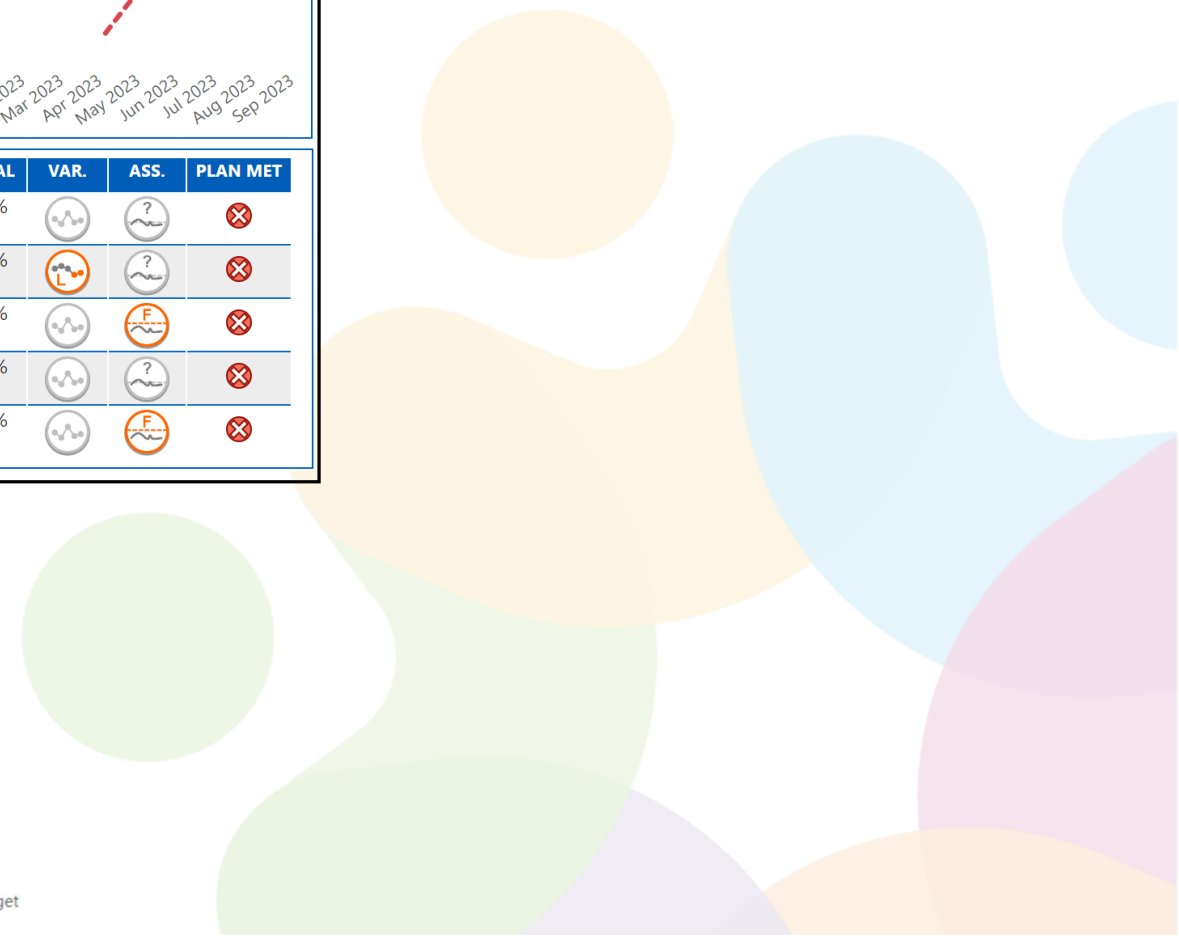 Mar 2023
Apr 2023
May 2023
Jun 2023
Jul 2023
Aug 2023
Sep 2023
VAR. ASS. PLAN MET
%
?
%
L ?
%
F
%
?
%
F